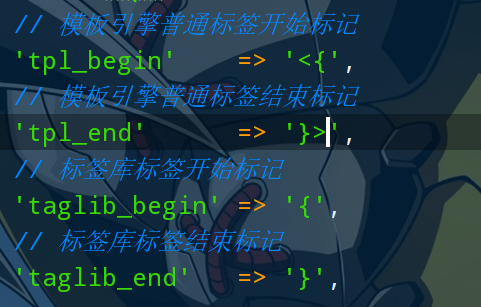 // 模板引擎普通标签开始标记
'tpl_begin' => '<{',
// 模板引擎普通标签结束标记
'tpl_end' => '}>',
// 标签库标签开始标记
'taglib_begin' => '{',
// 标签库标签结束标记
'taglib_end' => '}',